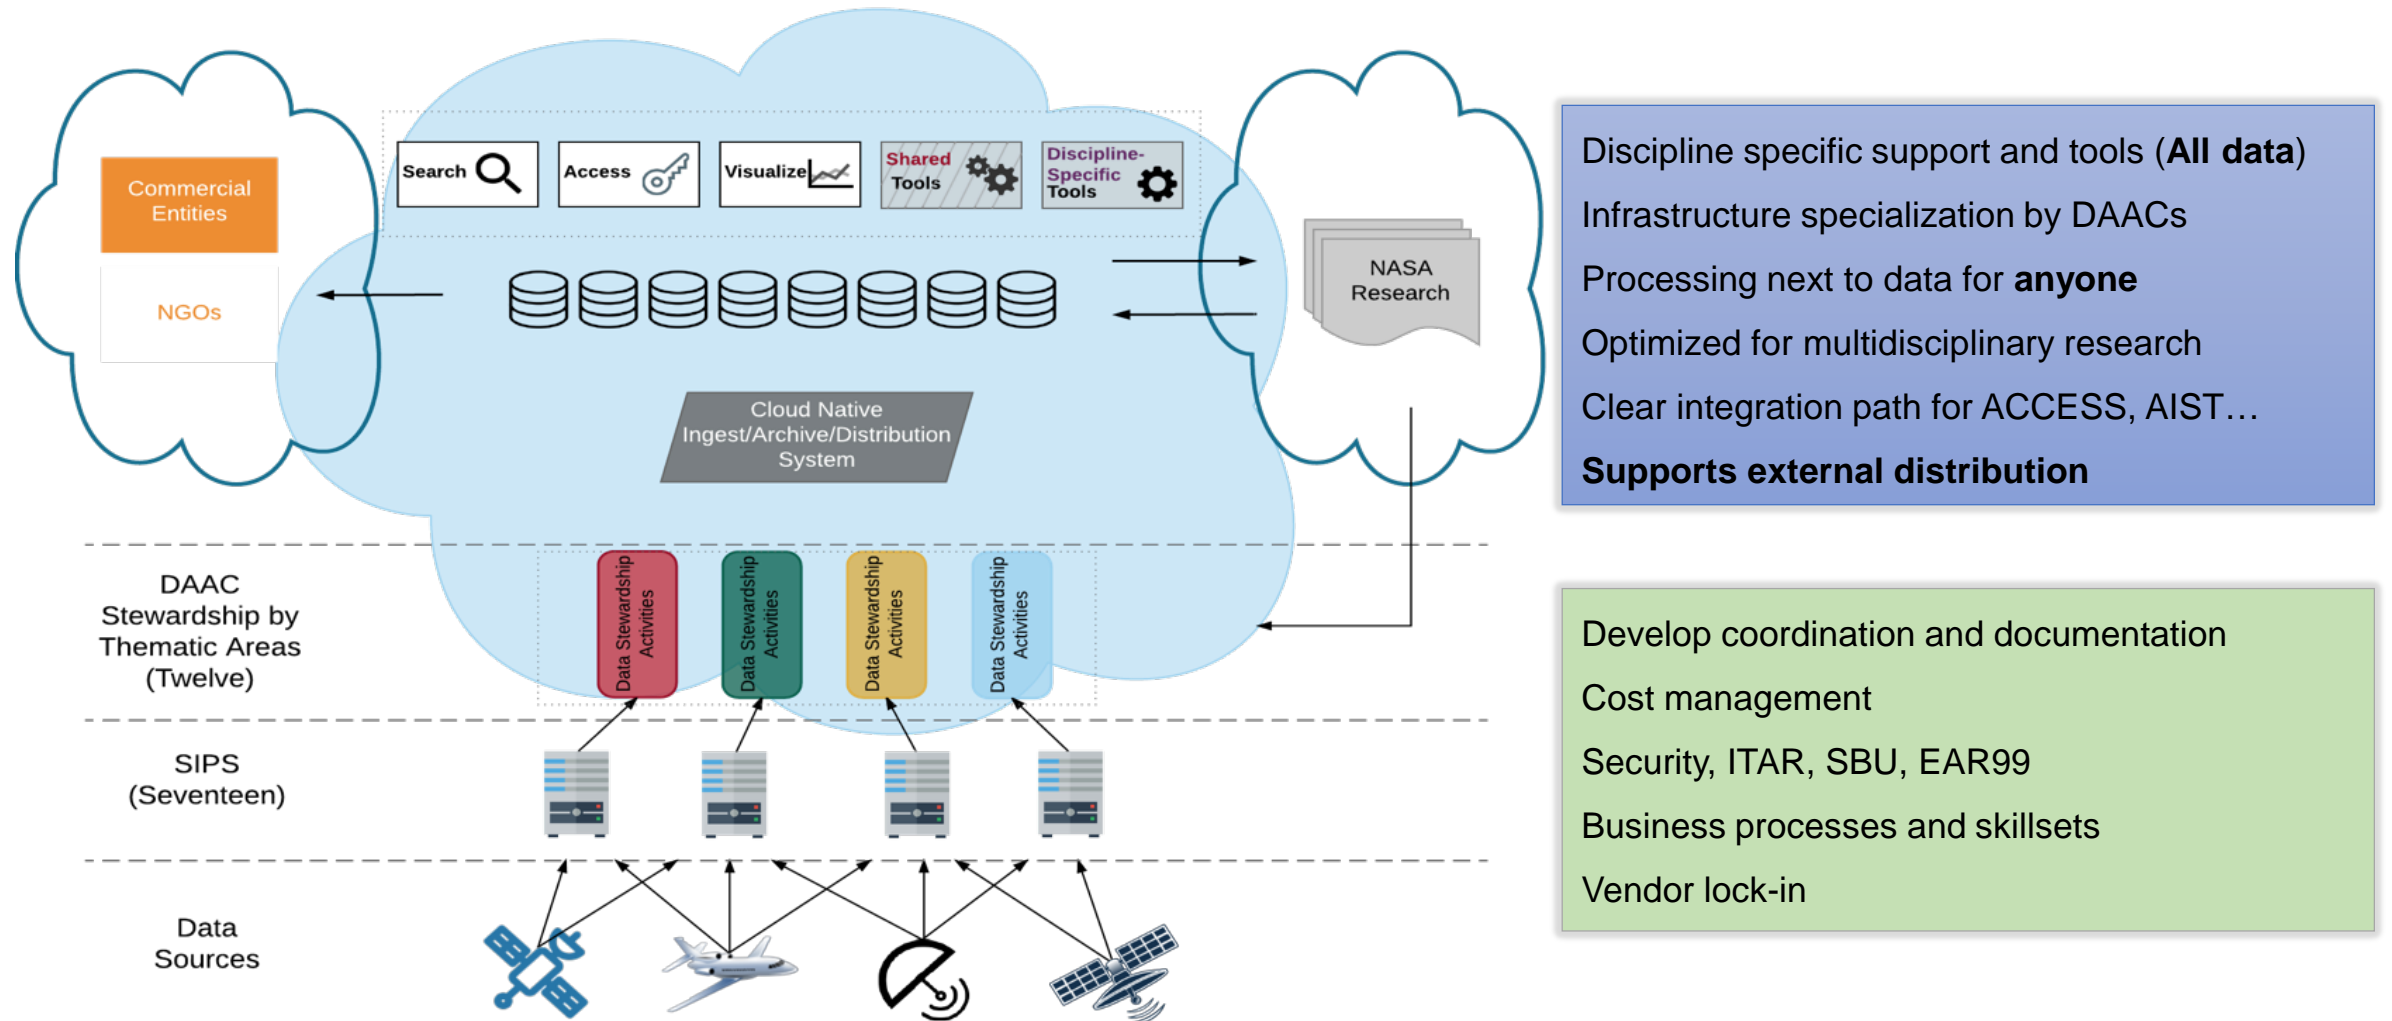 Commercial
Entities
NGOs
Search
Access
Visualize
Shared
Tools
Discipline-
Specific
Tools
NASA
Research
Cloud Native
Ingest/Archive/Distribution
System
DAAC
Stewardship by
Thematic Areas
(Twelve)
Data Stewardship
Activities
Data Stewardship
Activities
Data Stewardship
Activities
Data Stewardship
Activities
SIPS
(Seventeen)
Data
Sources
Discipline specific support and tools (All data)
Infrastructure specialization by DAACs
Processing next to data for anyone
Optimized for multidisciplinary research
Clear integration path for ACCESS, AIST…
Supports external distribution
Develop coordination and documentation
Cost management
Security, ITAR, SBU, EAR99
Business processes and skillsets
Vendor lock-in